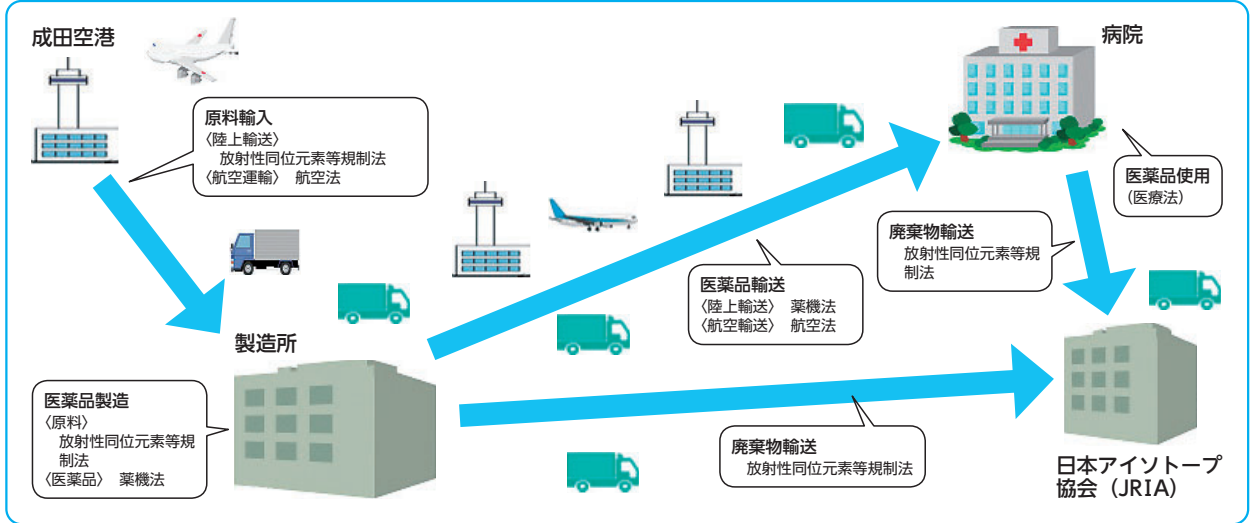 成田空港
原料輸入
〈陸上輸送〉
放射性同位元素等規制法
〈航空運輸〉 航空法
病院
医薬品使用
（医療法）
廃棄物輸送
放射性同位元素等規
制法
医薬品輸送
〈陸上輸送〉 薬機法
〈航空輸送〉 航空法
製造所
医薬品製造
〈原料〉
放射性同位元素等規
制法
〈医薬品〉 薬機法
廃棄物輸送
放射性同位元素等規制法
日本アイソトープ
協会（JRIA）